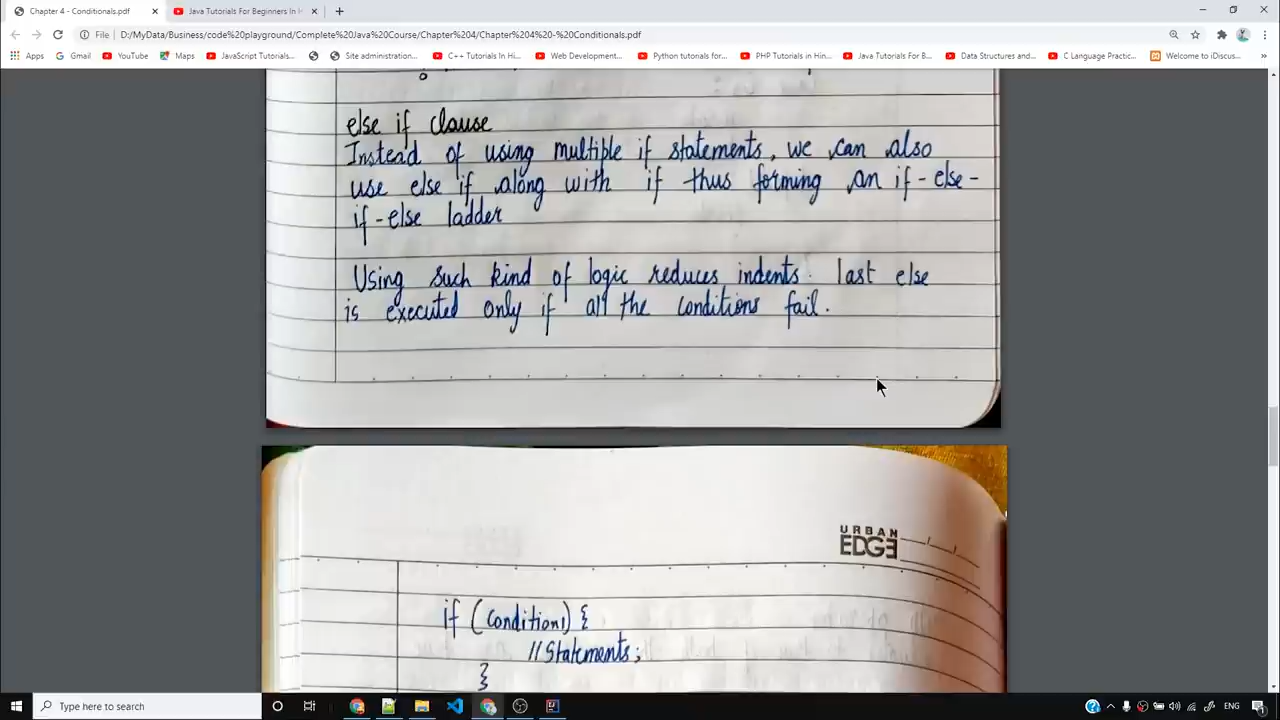 Chapter 4 - Conditionals.pdf
Java Tutorials For Beginners In H
File
D:/MyData/Business/code%20playground/Complete%20Java%20Course/Chapter%204/Chapter%204%20-%20Conditionals.pdf
Apps
Gmail
YouTube
Maps
JavaScript Tutorials...
Site administration...
C++ Tutorials In Hi...
Web Development...
Python tutorials for...
PHP Tutorials in Hin...
Java Tutorials For B...
Data Structures and...
C Language Practic...
Welcome to iDiscus...
else if clause
Instead of using multiple if statements, we can also
use else if along with if thus forming an if-else-
if-else ladder
Using such kind of logic reduces indents. last else
is executed only if all the conditions fail.
URBAN
EDGE
if (condition1) {
//Statements;
}
Type here to search
ENG